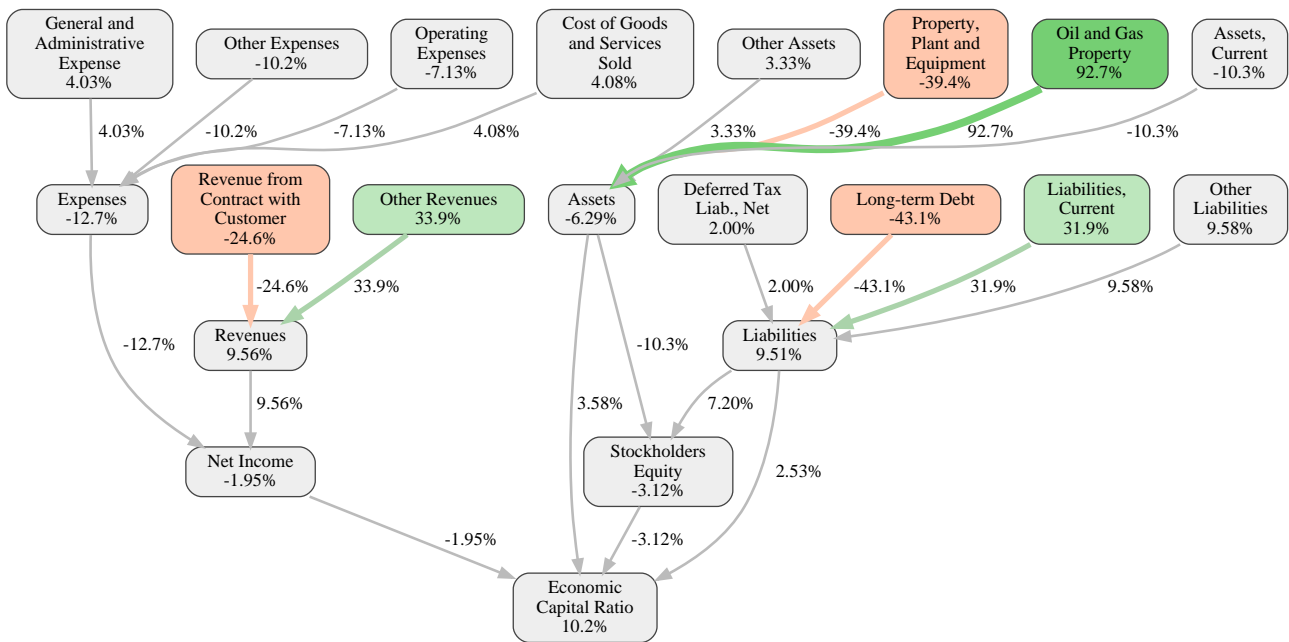 General and
Administrative
Expense
4.03%
Other Expenses
-10.2%
Operating
Expenses
-7.13%
Cost of Goods
and Services
Sold
4.08%
Other Assets
3.33%
Property,
Plant and
Equipment
-39.4%
Oil and Gas
Property
92.7%
Assets,
Current
-10.3%
4.03%
-10.2%
-7.13%
4.08%
3.33%
-39.4%
92.7%
-10.3%
Expenses
-12.7%
Revenue from
Contract with
Customer
-24.6%
Other Revenues
33.9%
Assets
-6.29%
Deferred Tax
Liab., Net
2.00%
Long-term Debt
-43.1%
Liabilities,
Current
31.9%
Other
Liabilities
9.58%
-24.6%
33.9%
2.00%
-43.1%
31.9%
9.58%
-12.7%
Revenues
9.56%
-10.3%
Liabilities
9.51%
9.56%
3.58%
7.20%
Net Income
-1.95%
Stockholders
Equity
-3.12%
2.53%
-1.95%
-3.12%
Economic
Capital Ratio
10.2%